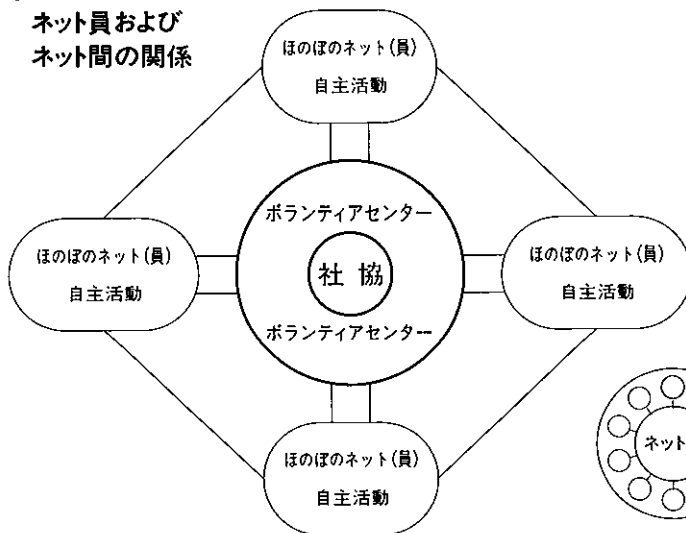 ネット員および
ネット間の関係
ほのぼのネット(員)
自主活動
ボランティアセンター
ほのぼのネット(員)
自主活動
社協
ほのぼのネット(員)
自主活動
ボランティアセンター
ネット
ほのぼのネット(員)
自主活動